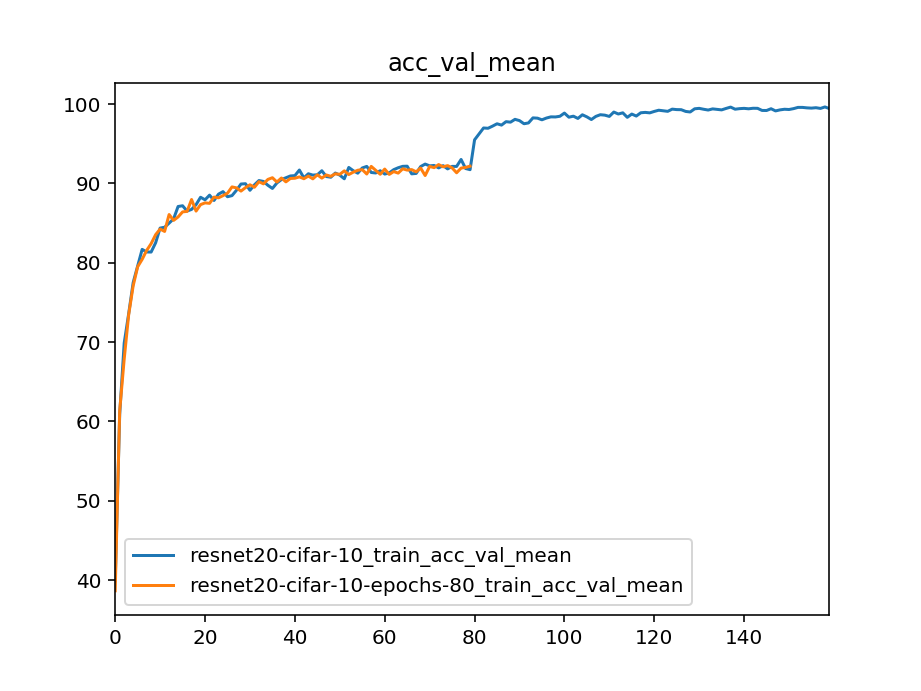 acc_val_mean
100
90
80
70
60
50
40
resnet20-cifar-10_train_acc_val_mean
resnet20-cifar-10-epochs-80_train_acc_val_mean
0 20 40 60 80 100 120 140